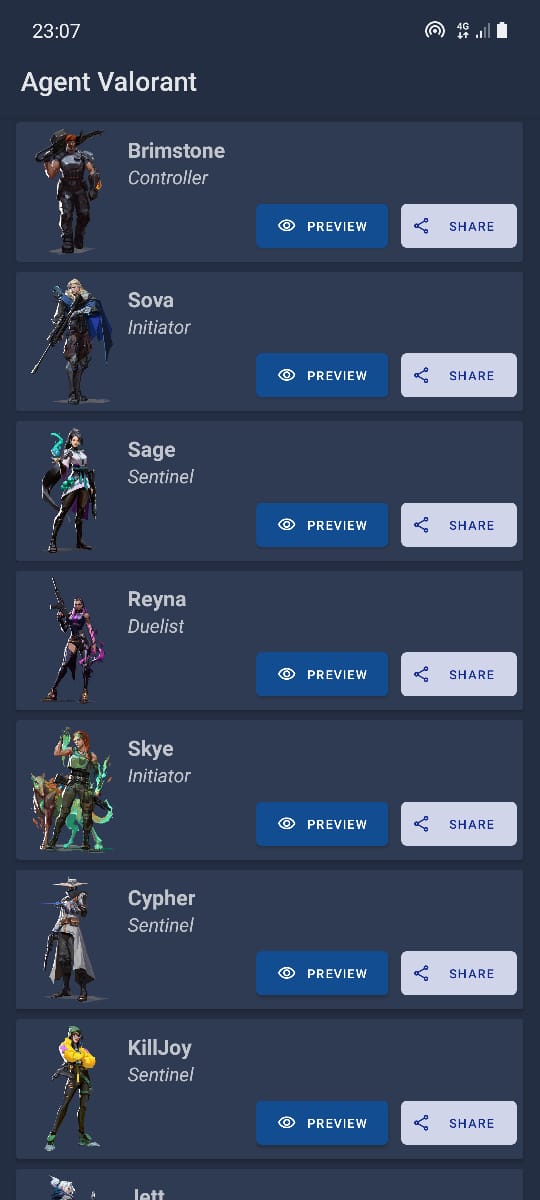 23:07
4G
Agent Valorant
Brimstone
Controller
PREVIEW SHARE
Sova
Initiator
PREVIEW SHARE
Sage
Sentinel
PREVIEW SHARE
Reyna
Duelist
PREVIEW SHARE
Skye
Initiator
PREVIEW SHARE
Cypher
Sentinel
PREVIEW SHARE
KillJoy
Sentinel
PREVIEW SHARE
Jett